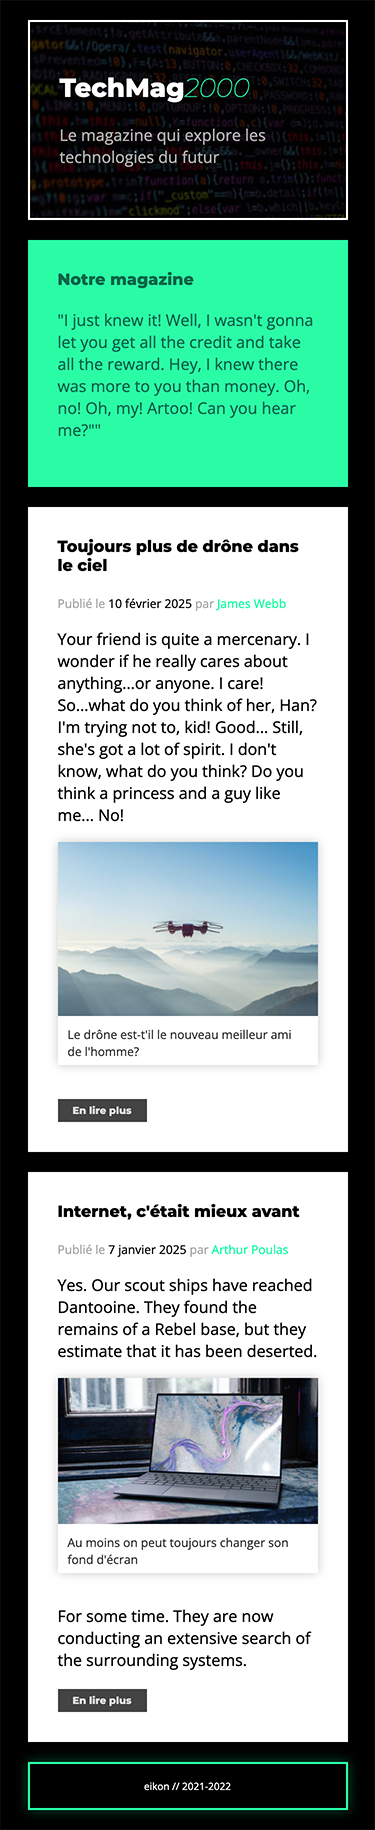 TechMag2000
Le magazine qui explore les
technologies du futur
Notre magazine
"I just knew it! Well, I wasn't gonna
let you get all the credit and take
all the reward. Hey, I knew there
was more to you than money. Oh,
no! Oh, my! Artoo! Can you hear
me?""
Toujours plus de drône dans
le ciel
Publié le 10 février 2025 par James Webb
Your friend is quite a mercenary. I
wonder if he really cares about
anything...or anyone. I care!
So...what do you think of her, Han?
I'm trying not to, kid! Good... Still,
she's got a lot of spirit. I don't
know, what do you think? Do you
think a princess and a guy like
me... No!
Le drône est-t'il le nouveau meilleur ami
de l'homme?
En lire plus
Internet, c'était mieux avant
Publié le 7 janvier 2025 par Arthur Poulas
Yes. Our scout ships have reached
Dantooine. They found the
remains of a Rebel base, but they
estimate that it has been deserted.
Au moins on peut toujours changer son
fond d'écran
For some time. They are now
conducting an extensive search of
the surrounding systems.
En lire plus
eikon // 2021-2022